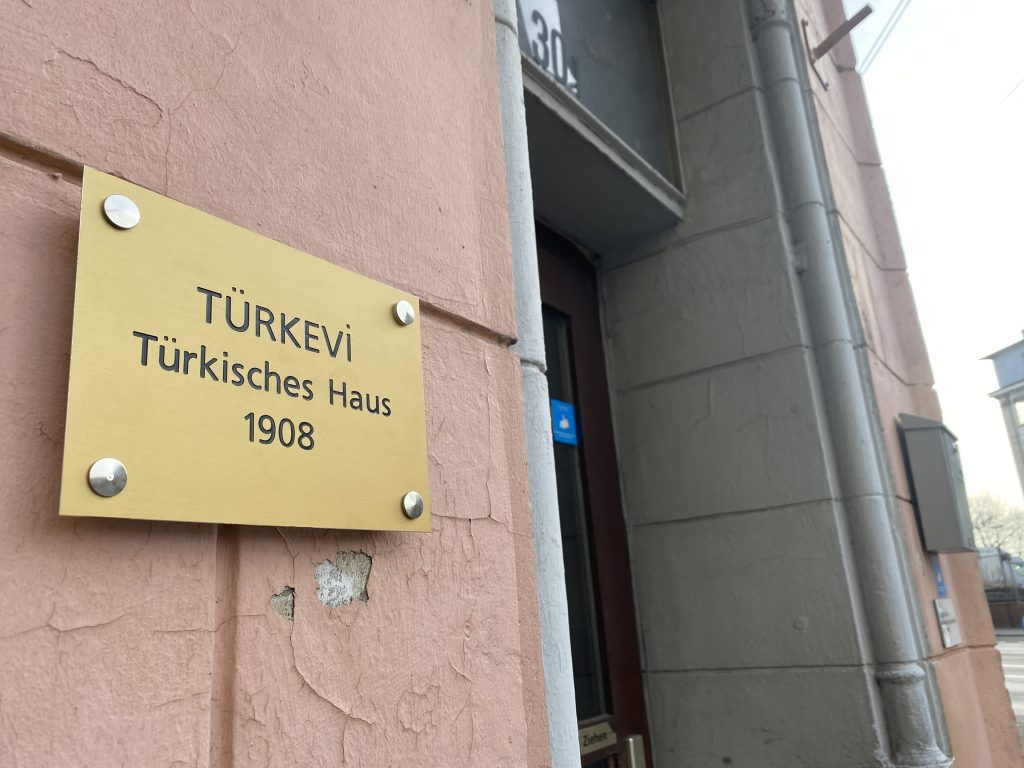 30
TÜRKEVİ
Türkisches Haus
1908
Ziehen